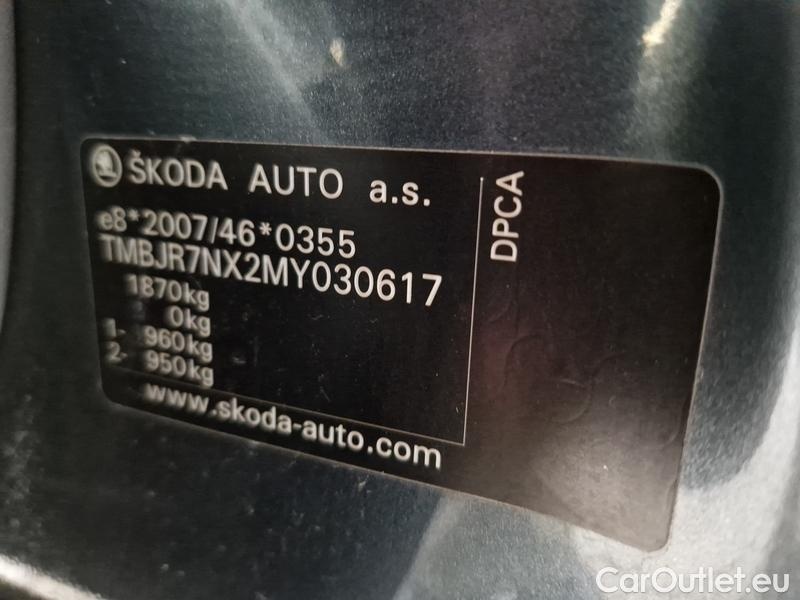 ŠKODA AUTO a.s.
e8*2007/46*0355
TMBJR7NX2MY030617
1870kg
0kg
1- 960kg
2- 950kg
www.skoda-auto.com
DPCA
CarOutlet.eu